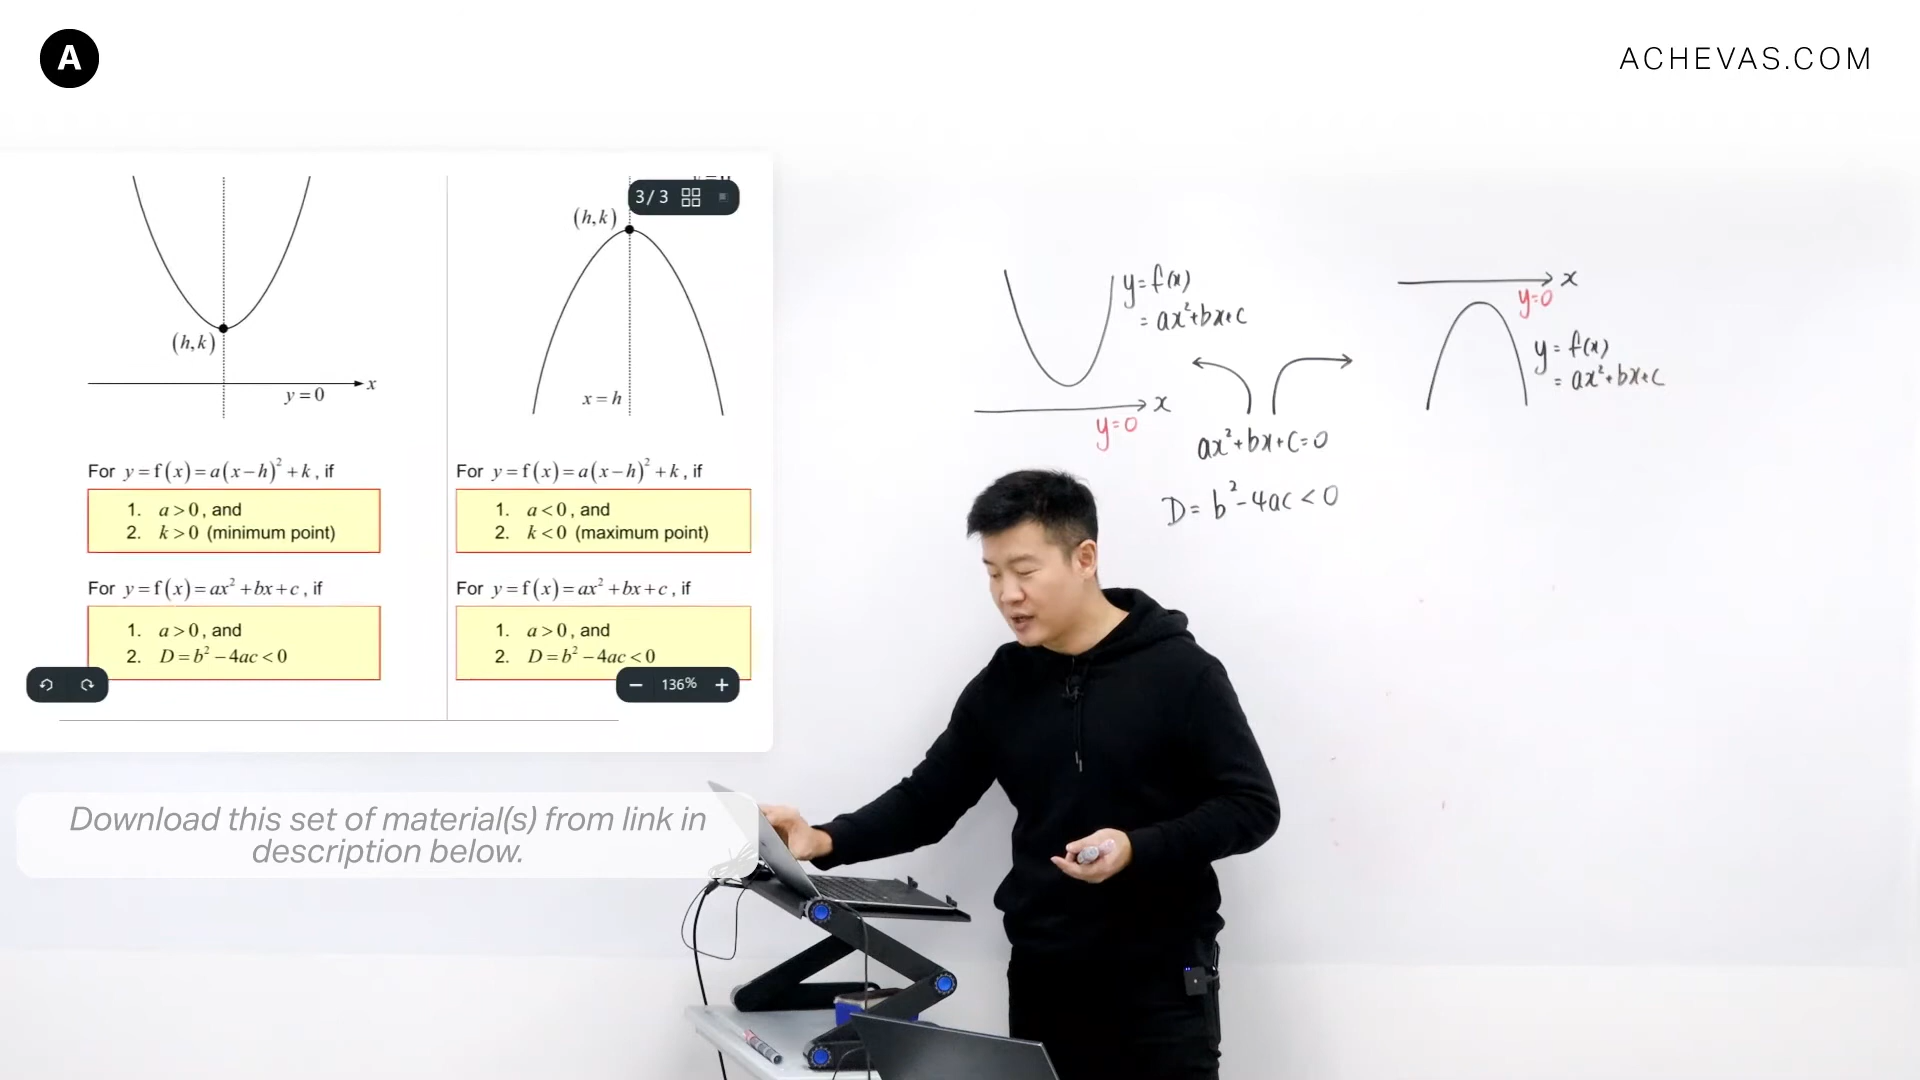 A
ACHEVAS.COM
3/3
(h,k)
y=0
x
(h,k)
x=h
For y=f(x)=a(x−h)²+k, if
1. a>0, and
2. k>0 (minimum point)
For y=f(x)=ax²+bx+c, if
1. a>0, and
2. D=b²−4ac<0
For y=f(x)=a(x−h)²+k, if
1. a<0, and
2. k<0 (maximum point)
For y=f(x)=ax²+bx+c, if
1. a>0, and
2. D=b²−4ac<0
− 136% +
Download this set of material(s) from link in
description below.
y=f(x)
=ax²+bx+c
x
y=0
ax²+bx+c=0
D=b²-4ac<0
x
y=0
y=f(x)
=ax²+bx+c